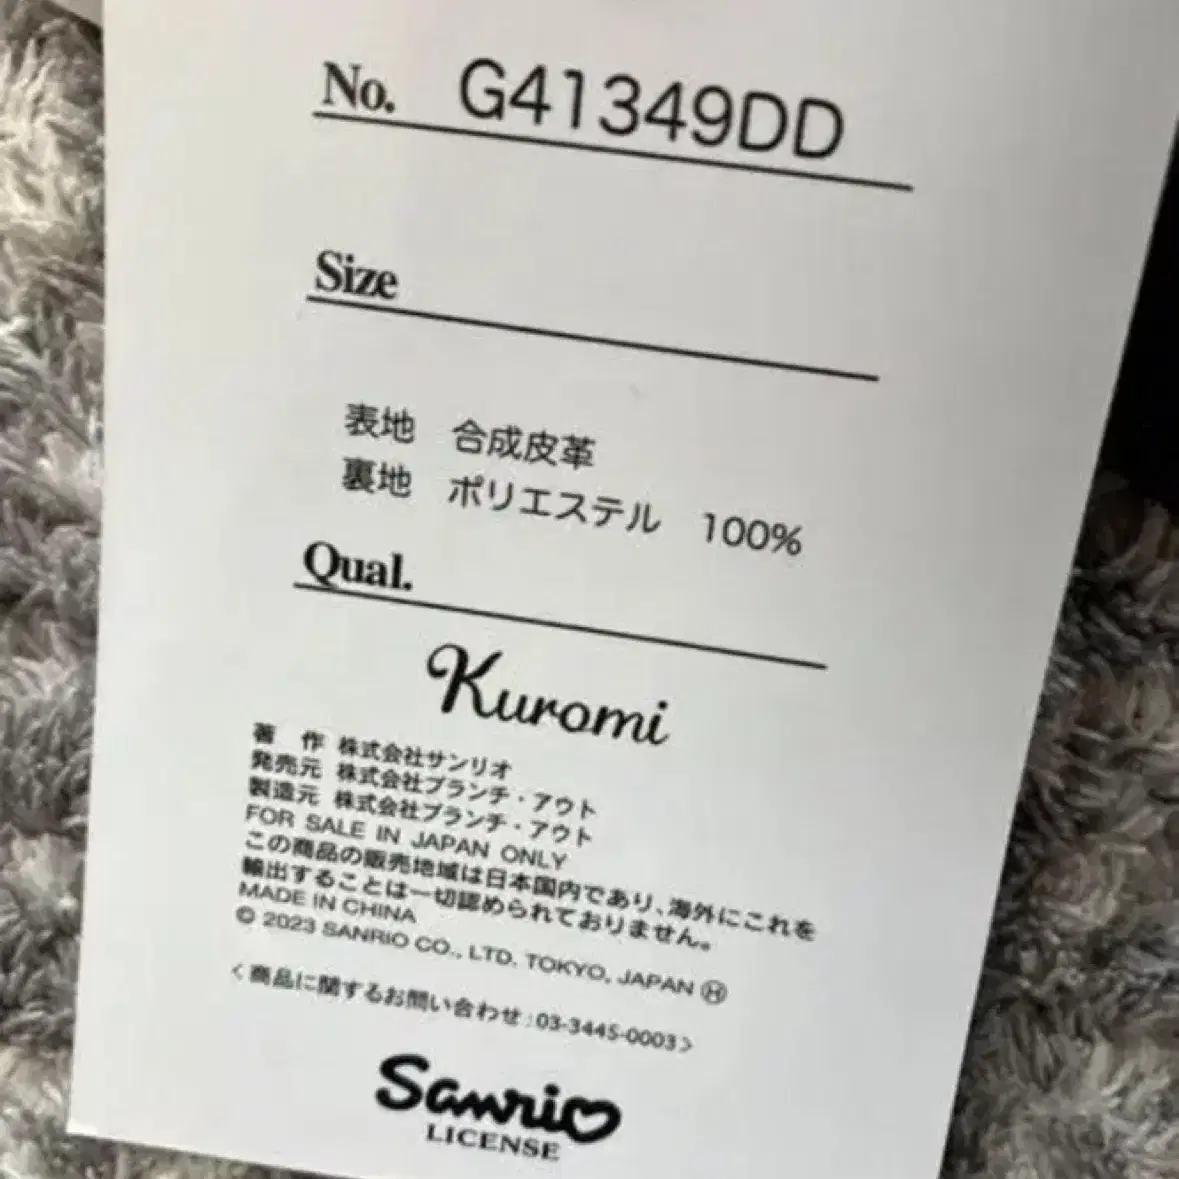 No. G41349DD
Size
表地 合成皮革
裏地 ポリエステル 100%
Qual.
Kuromi
著 作 株式会社サンリオ
発売元 株式会社ブランチ・アウト
製造元 株式会社ブランチ・アウト
FOR SALE IN JAPAN ONLY
この商品の販売地域は日本国内であり、海外にこれを
輸出することは一切認められておりません。
MADE IN CHINA
© 2023 SANRIO CO., LTD. TOKYO, JAPAN Ⓗ
<商品に関するお問い合わせ:03-3445-0003>
Sanrio
LICENSE